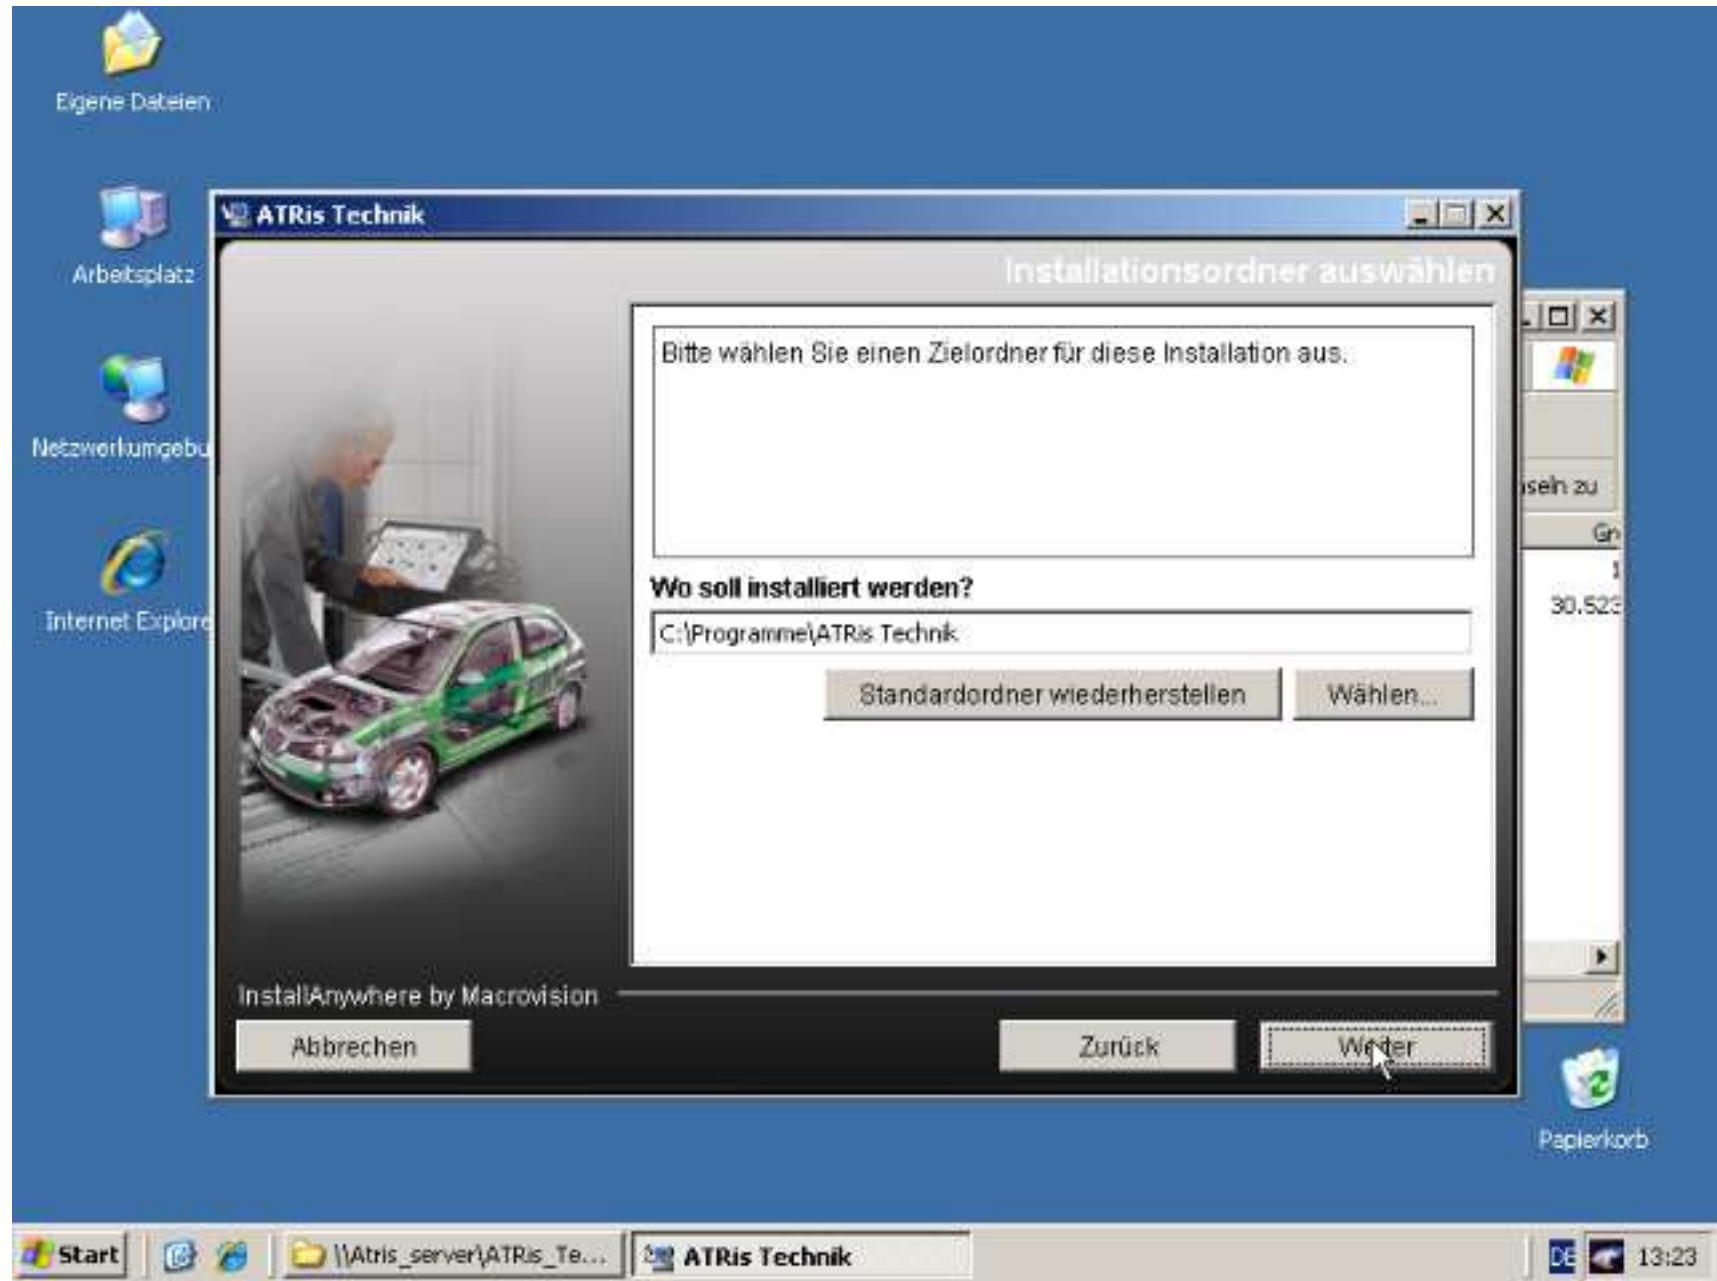 Eigene Dateien
Arbeitsplatz
Netzwerkumgebu
Internet Explore
ATRis Technik
Installationsordner auswählen
Bitte wählen Sie einen Zielordner für diese Installation aus.
Wo soll installiert werden?
C:\Programme\ATRis Technik
Standardordner wiederherstellen
Wählen...
InstallAnywhere by Macrovision
Abbrechen
Zurück
Weiter
seln zu
Gr
1
30.523
Papierkorb
Start
\\Atris_server\ATRis_Te...
ATRis Technik
DE
13:23